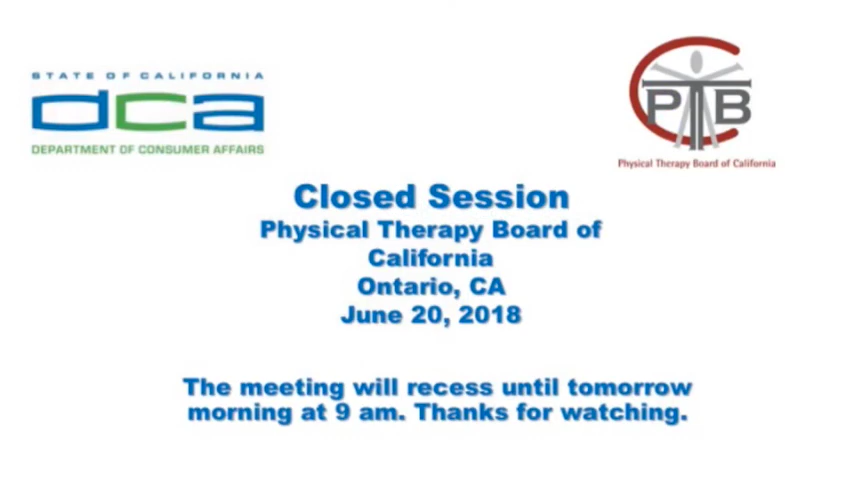 STATE OF CALIFORNIA
dca
DEPARTMENT OF CONSUMER AFFAIRS
PTBC
Physical Therapy Board of California
Closed Session
Physical Therapy Board of
California
Ontario, CA
June 20, 2018
The meeting will recess until tomorrow
morning at 9 am. Thanks for watching.